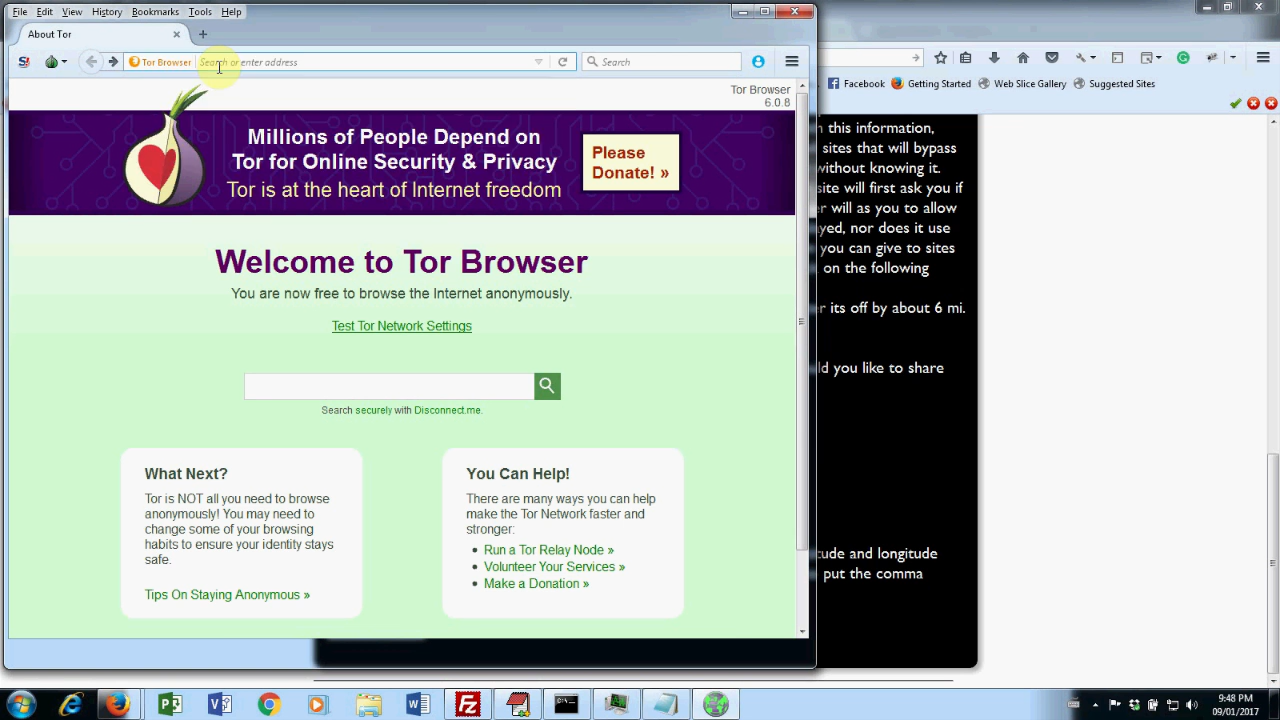 File Edit View History Bookmarks Tools Help
About Tor
Tor Browser Search or enter address
Search
Tor Browser
6.0.8
Millions of People Depend on
Tor for Online Security & Privacy
Tor is at the heart of Internet freedom
Please
Donate! »
Welcome to Tor Browser
You are now free to browse the Internet anonymously.
Test Tor Network Settings
Search securely with Disconnect.me.
What Next?
Tor is NOT all you need to browse
anonymously! You may need to
change some of your browsing
habits to ensure your identity stays
safe.
Tips On Staying Anonymous »
You Can Help!
There are many ways you can help
make the Tor Network faster and
stronger:
Run a Tor Relay Node »
Volunteer Your Services »
Make a Donation »
Facebook Getting Started Web Slice Gallery Suggested Sites
this information,
sites that will bypass
without knowing it.
site will first ask you if
will as you to allow
nor does it use
you can give to sites
on the following
its off by about 6 mi.
you like to share
and longitude
put the comma
9:48 PM
09/01/2017